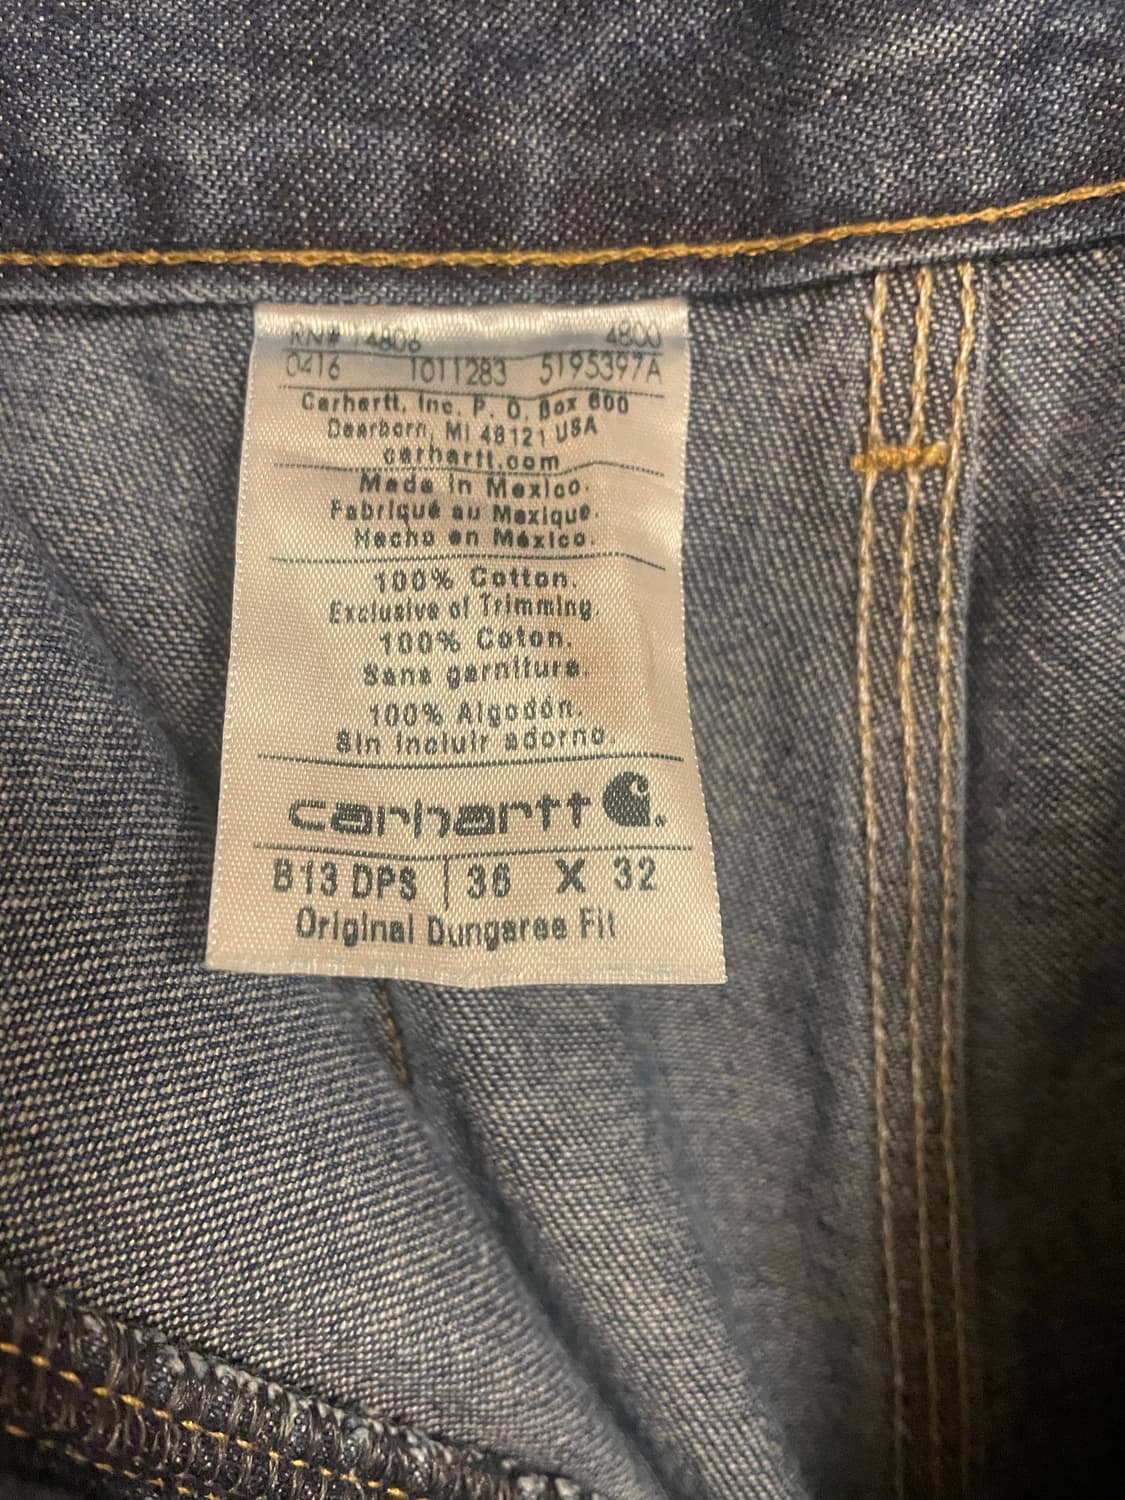 RN# 14806 4800
0416 1011283 5195397A
Carhartt, Inc. P. O. Box 600
Dearborn, MI 48121 USA
carhartt.com
Made in Mexico.
Fabriqué au Mexique.
Hecho en México.
100% Cotton.
Exclusive of Trimming.
100% Coton.
Sans garniture.
100% Algodón.
Sin incluir adorno.
carhartt
B13 DPS | 36 X 32
Original Dungaree Fit